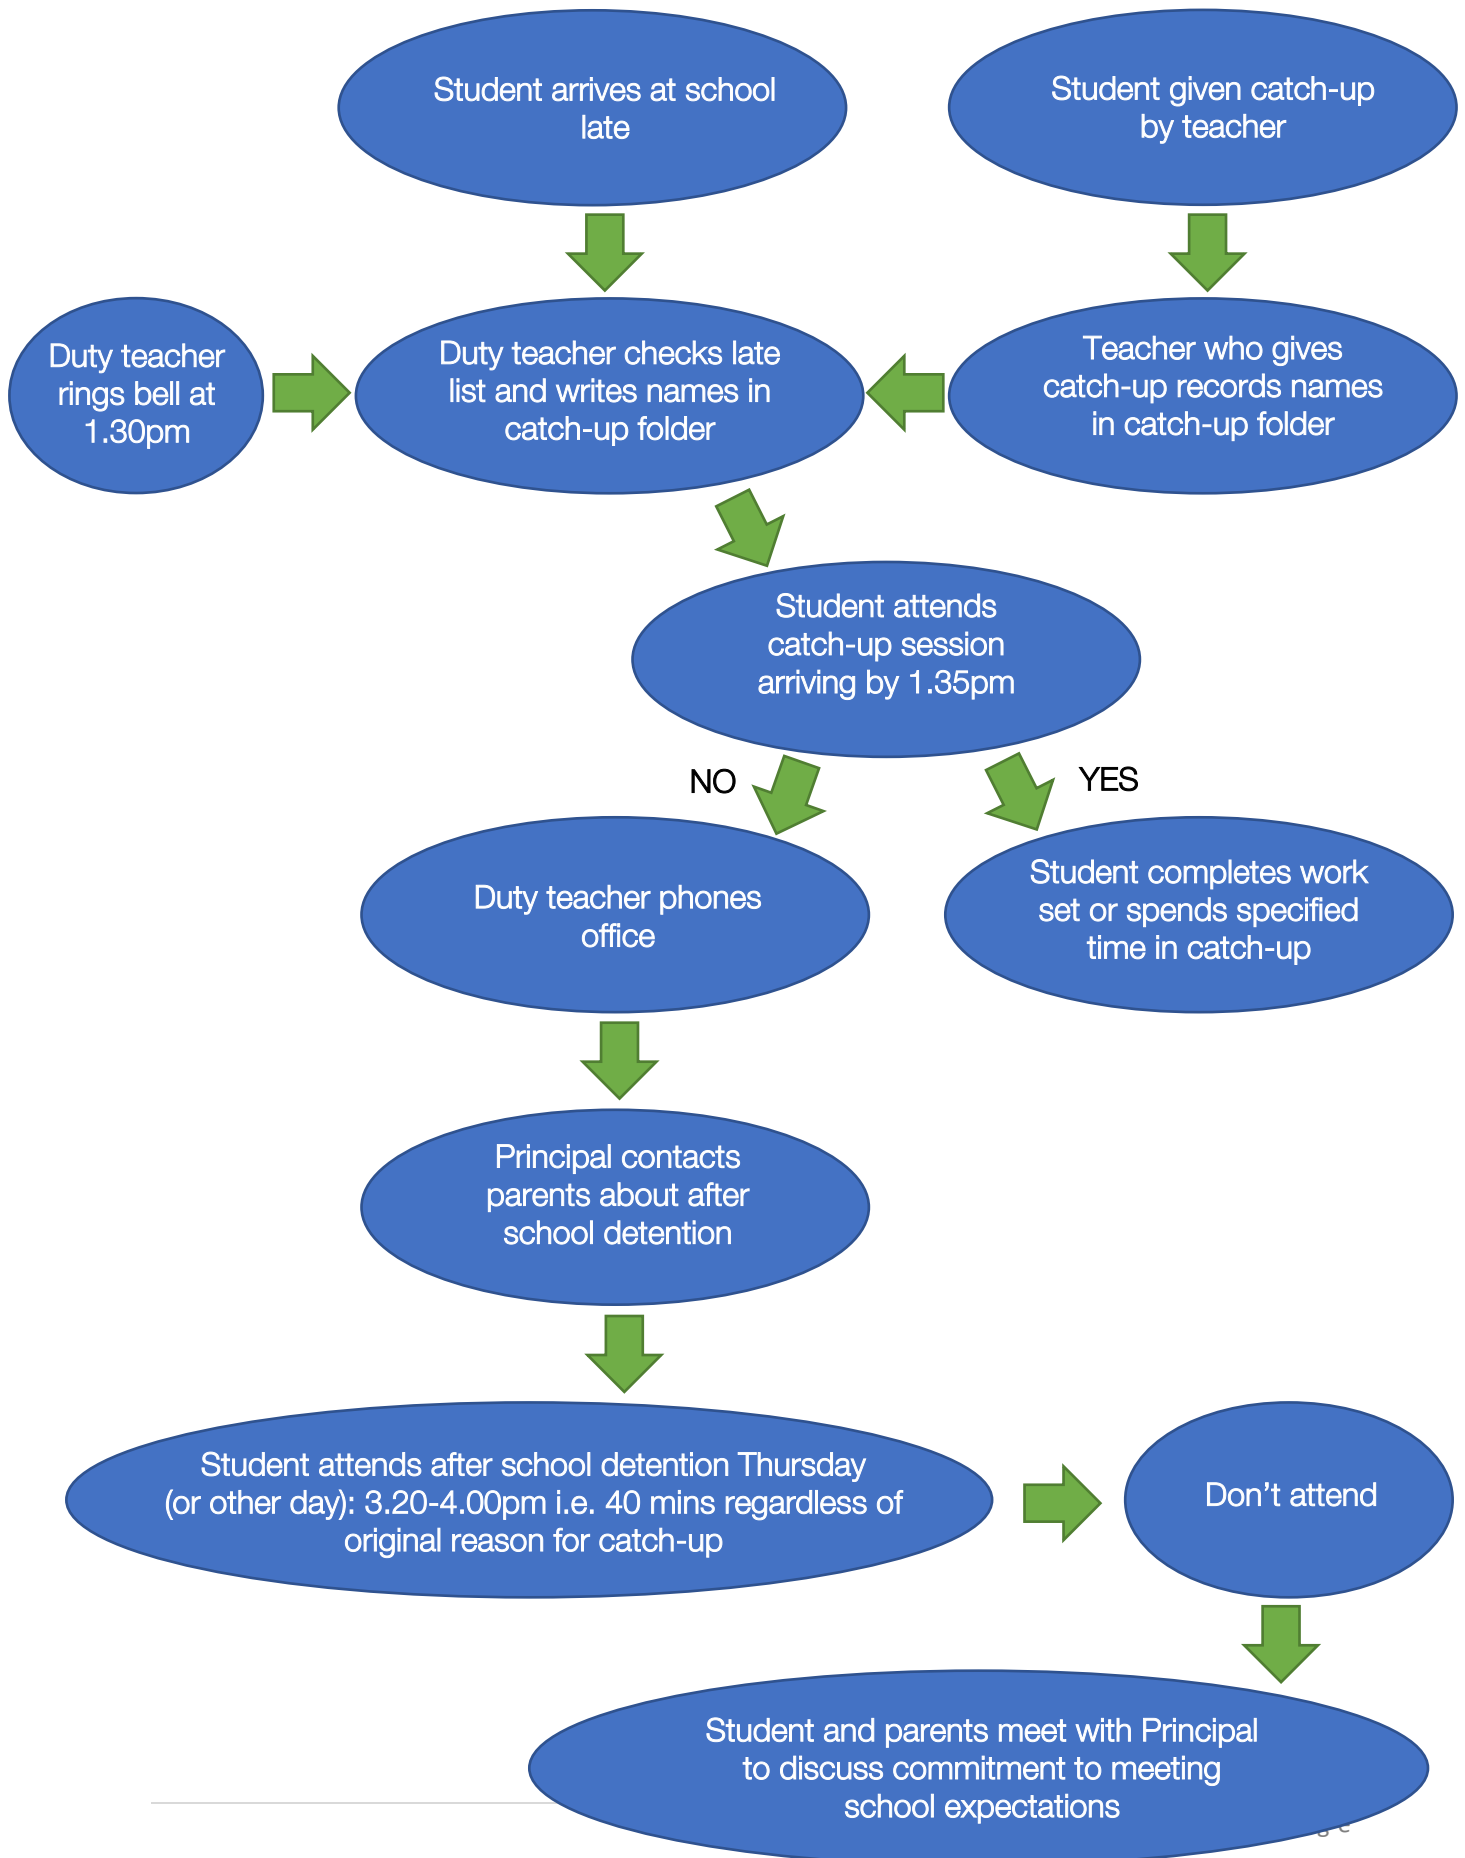 Student arrives at school
late
Student given catch-up
by teacher
Duty teacher
rings bell at
1.30pm
Duty teacher checks late
list and writes names in
catch-up folder
Teacher who gives
catch-up records names
in catch-up folder
Student attends
catch-up session
arriving by 1.35pm
NO
YES
Duty teacher phones
office
Student completes work
set or spends specified
time in catch-up
Principal contacts
parents about after
school detention
Student attends after school detention Thursday
(or other day): 3.20-4.00pm i.e. 40 mins regardless of
original reason for catch-up
Don’t attend
Student and parents meet with Principal
to discuss commitment to meeting
school expectations